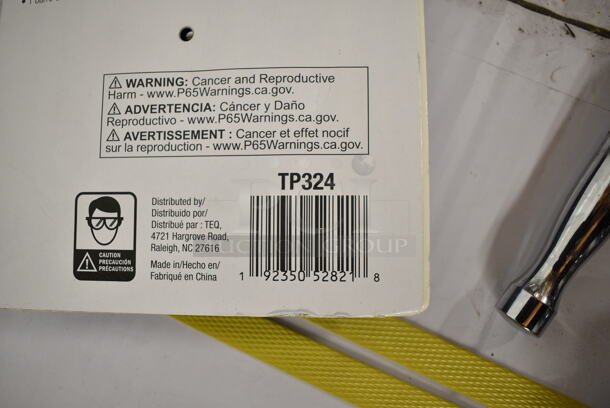 ⚠ WARNING: Cancer and Reproductive
Harm - www.P65Warnings.ca.gov.
⚠ ADVERTENCIA: Cáncer y Daño
Reproductivo - www.P65Warnings.ca.gov.
⚠ AVERTISSEMENT : Cancer et effet nocif
sur la reproduction - www.P65Warnings.ca.gov.
TP324
Distributed by/
Distribuido por/
Distribué par : TEQ,
4721 Hargrove Road,
Raleigh, NC 27616
Made in/Hecho en/
Fabriqué en China
CAUTION
PRECAUCIÓN
PRÉCAUTIONS
1 92350 52821 8
GROUP